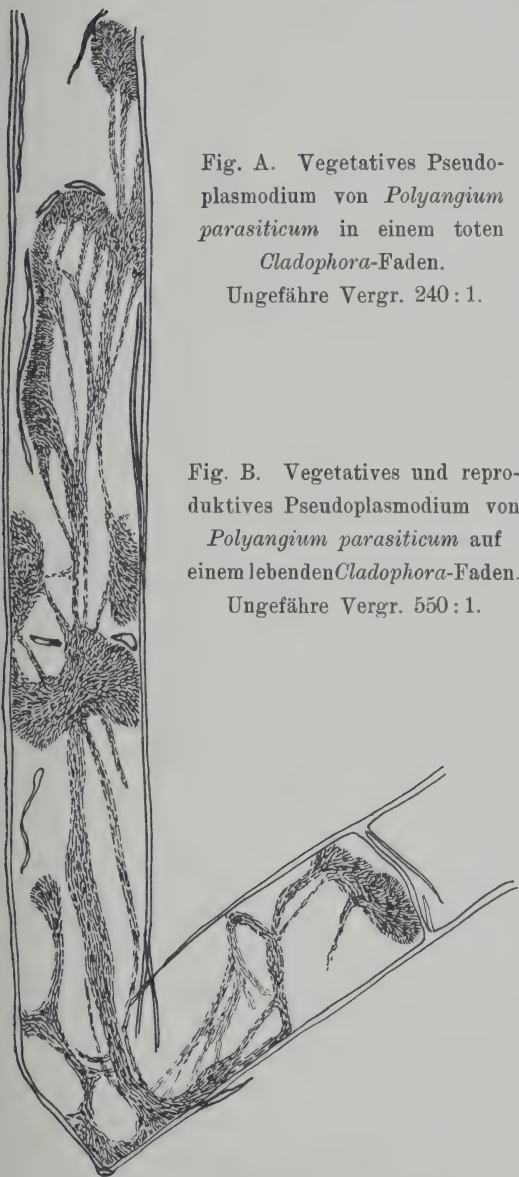 Fig. A. Vegetatives Pseudo-
plasmodium von Polyangium
parasiticum in einem toten
Cladophora-Faden.
Ungefähre Vergr. 240 : 1.
Fig. B. Vegetatives und repro-
duktives Pseudoplasmodium von
Polyangium parasiticum auf
einem lebenden Cladophora-Faden.
Ungefähre Vergr. 550 : 1.